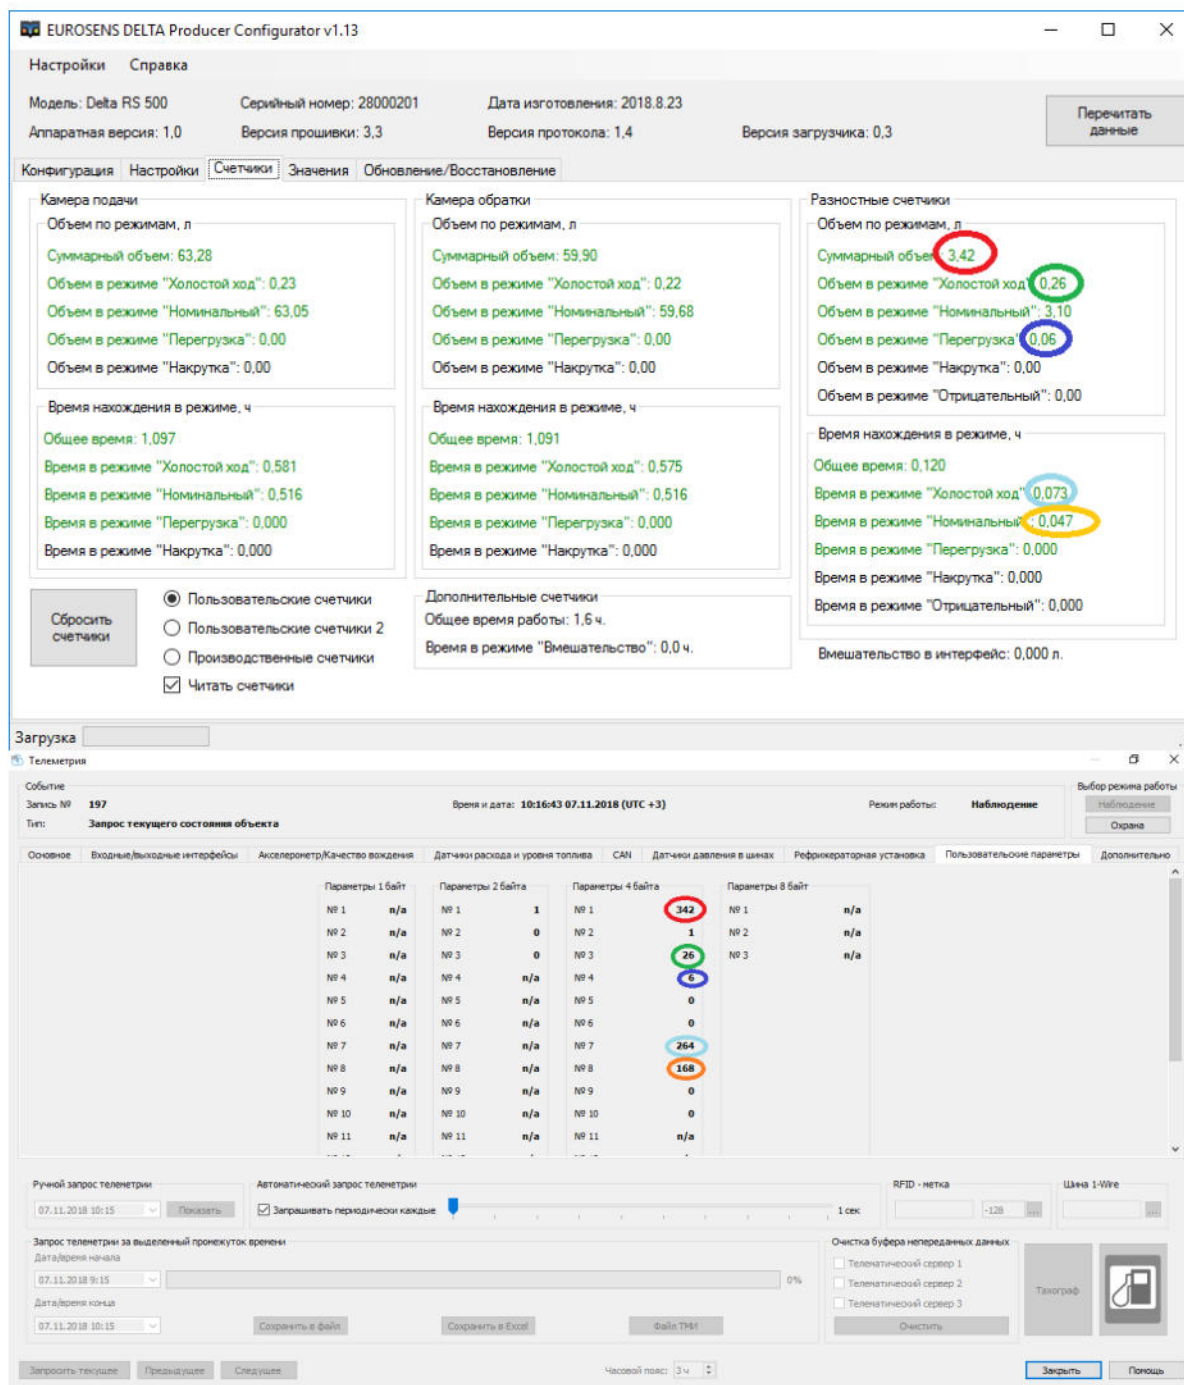 EUROSENS DELTA Producer Configurator v1.13
Настройки Справка
Модель: Delta RS 500 Серийный номер: 28000201 Дата изготовления: 2018.8.23
Перечитать данные
Аппаратная версия: 1,0 Версия прошивки: 3,3 Версия протокола: 1,4 Версия загрузчика: 0,3
Конфигурация Настройки Счетчики Значения Обновление/Восстановление
Камера подачи
Объем по режимам, л
Суммарный объем: 63,28
Объем в режиме "Холостой ход": 0,23
Объем в режиме "Номинальный": 63,05
Объем в режиме "Перегрузка": 0,00
Объем в режиме "Накрутка": 0,00
Время нахождения в режиме, ч
Общее время: 1,097
Время в режиме "Холостой ход": 0,581
Время в режиме "Номинальный": 0,516
Время в режиме "Перегрузка": 0,000
Время в режиме "Накрутка": 0,000
Камера обратки
Объем по режимам, л
Суммарный объем: 59,90
Объем в режиме "Холостой ход": 0,22
Объем в режиме "Номинальный": 59,68
Объем в режиме "Перегрузка": 0,00
Объем в режиме "Накрутка": 0,00
Время нахождения в режиме, ч
Общее время: 1,091
Время в режиме "Холостой ход": 0,575
Время в режиме "Номинальный": 0,516
Время в режиме "Перегрузка": 0,000
Время в режиме "Накрутка": 0,000
Разностные счетчики
Объем по режимам, л
Суммарный объем: 3,42
Объем в режиме "Холостой ход" 0,26
Объем в режиме "Номинальный": 3,10
Объем в режиме "Перегрузка" 0,06
Объем в режиме "Накрутка": 0,00
Объем в режиме "Отрицательный": 0,00
Время нахождения в режиме, ч
Общее время: 0,120
Время в режиме "Холостой ход" 0,073
Время в режиме "Номинальный": 0,047
Время в режиме "Перегрузка": 0,000
Время в режиме "Накрутка": 0,000
Время в режиме "Отрицательный": 0,000
Вмешательство в интерфейс: 0,000 л.
Сбросить счетчики
Пользовательские счетчики
Пользовательские счетчики 2
Производственные счетчики
Читать счетчики
Дополнительные счетчики
Общее время работы: 1,6 ч.
Время в режиме "Вмешательство": 0,0 ч.
Загрузка
Телеметрия
Событие
Запись № 197 Время и дата: 10:16:43 07.11.2018 (UTC +3) Режим работы: Наблюдение
Тип: Запрос текущего состояния объекта
Выбор режима работы
Наблюдение
Охрана
Основное Входные/выходные интерфейсы Акселерометр/Качество вождения Датчики расхода и уровня топлива CAN Датчики давления в шинах Рефрижераторная установка Пользовательские параметры Дополнительно
Параметры 1 байт Параметры 2 байта Параметры 4 байта Параметры 8 байт
№ 1 n/a № 1 1 № 1 342 № 1 n/a
№ 2 n/a № 2 0 № 2 1 № 2 n/a
№ 3 n/a № 3 0 № 3 26 № 3 n/a
№ 4 n/a № 4 n/a № 4 6
№ 5 n/a № 5 n/a № 5 0
№ 6 n/a № 6 n/a № 6 0
№ 7 n/a № 7 n/a № 7 264
№ 8 n/a № 8 n/a № 8 168
№ 9 n/a № 9 n/a № 9 0
№ 10 n/a № 10 n/a № 10 0
№ 11 n/a № 11 n/a № 11 n/a
Ручной запрос телеметрии
07.11.2018 10:15 Показать
Автоматический запрос телеметрии
Запрашивать периодически каждые 1 сек
RFID - метка
-128 ...
Шина 1-Wire
...
Запрос телеметрии за выделенный промежуток времени
Дата/время начала
07.11.2018 9:15 0%
Дата/время конца
07.11.2018 10:15 Сохранить в файл Сохранить в Excel Файл ТМИ
Очистка буфера непереданных данных
Телематический сервер 1
Телематический сервер 2
Телематический сервер 3
Очистить
Тахограф
Запросить текущее Предыдущее Следущее Часовой пояс: 3 ч Закрыть Помощь